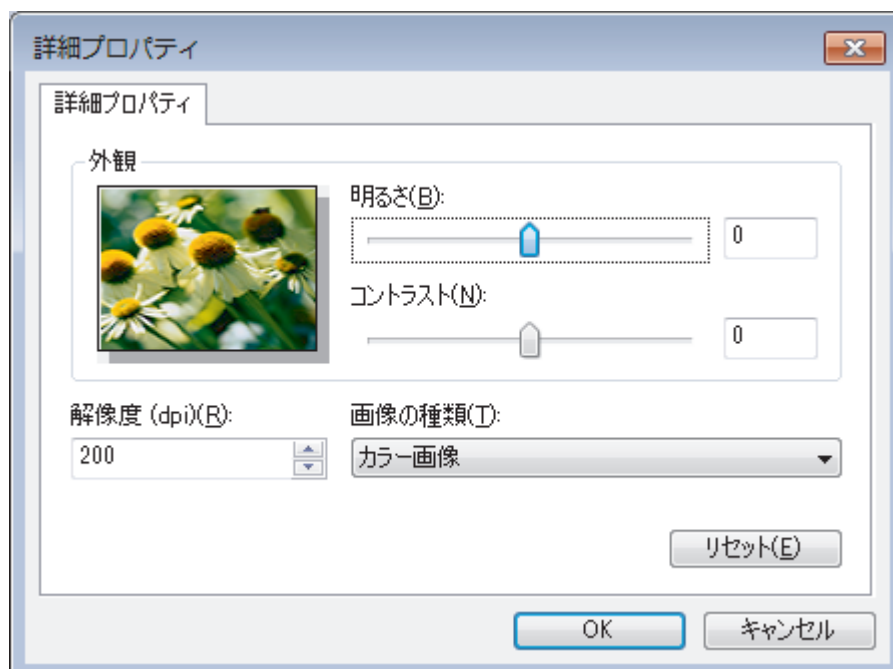 詳細プロパティ
詳細プロパティ
外観
明るさ(B):
0
コントラスト(N):
0
解像度 (dpi)(R):
画像の種類(T):
200
カラー画像
リセット(E)
OK
キャンセル